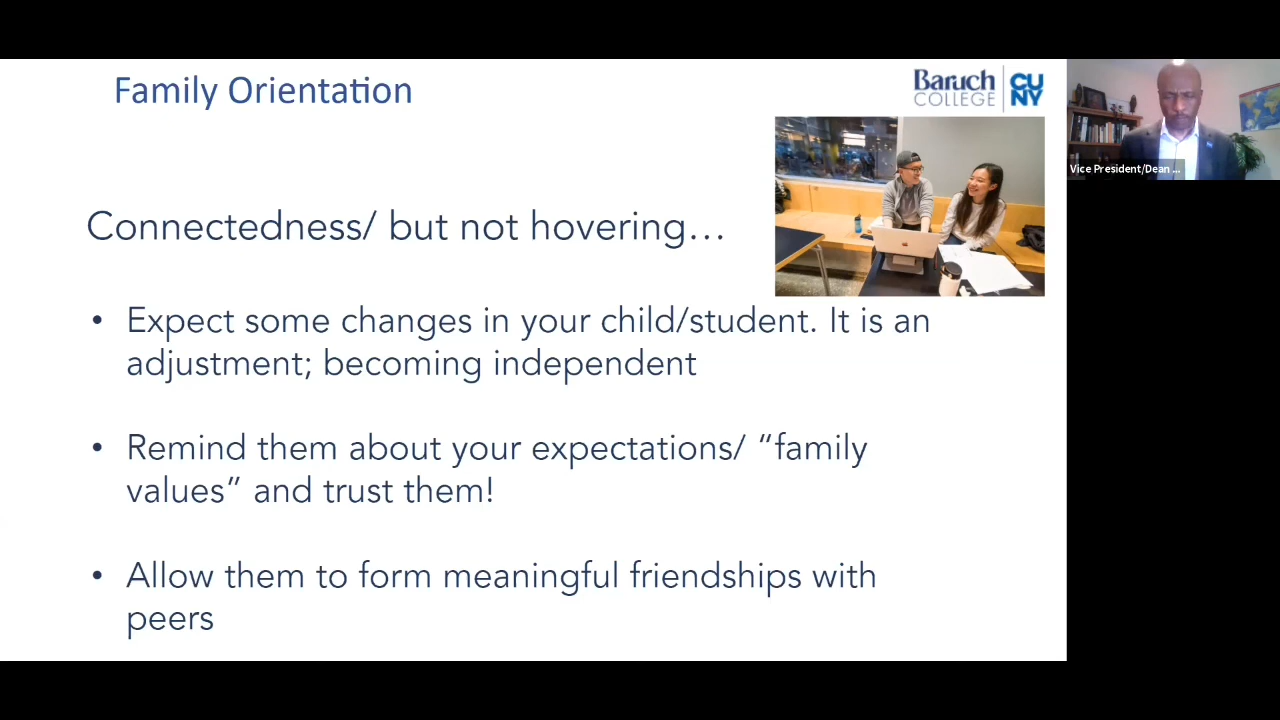 Family Orientation
Baruch
COLLEGE
CU
NY
Vice President/Dean ...
Connectedness/ but not hovering…
• Expect some changes in your child/student. It is an
adjustment; becoming independent
• Remind them about your expectations/ “family
values” and trust them!
• Allow them to form meaningful friendships with
peers